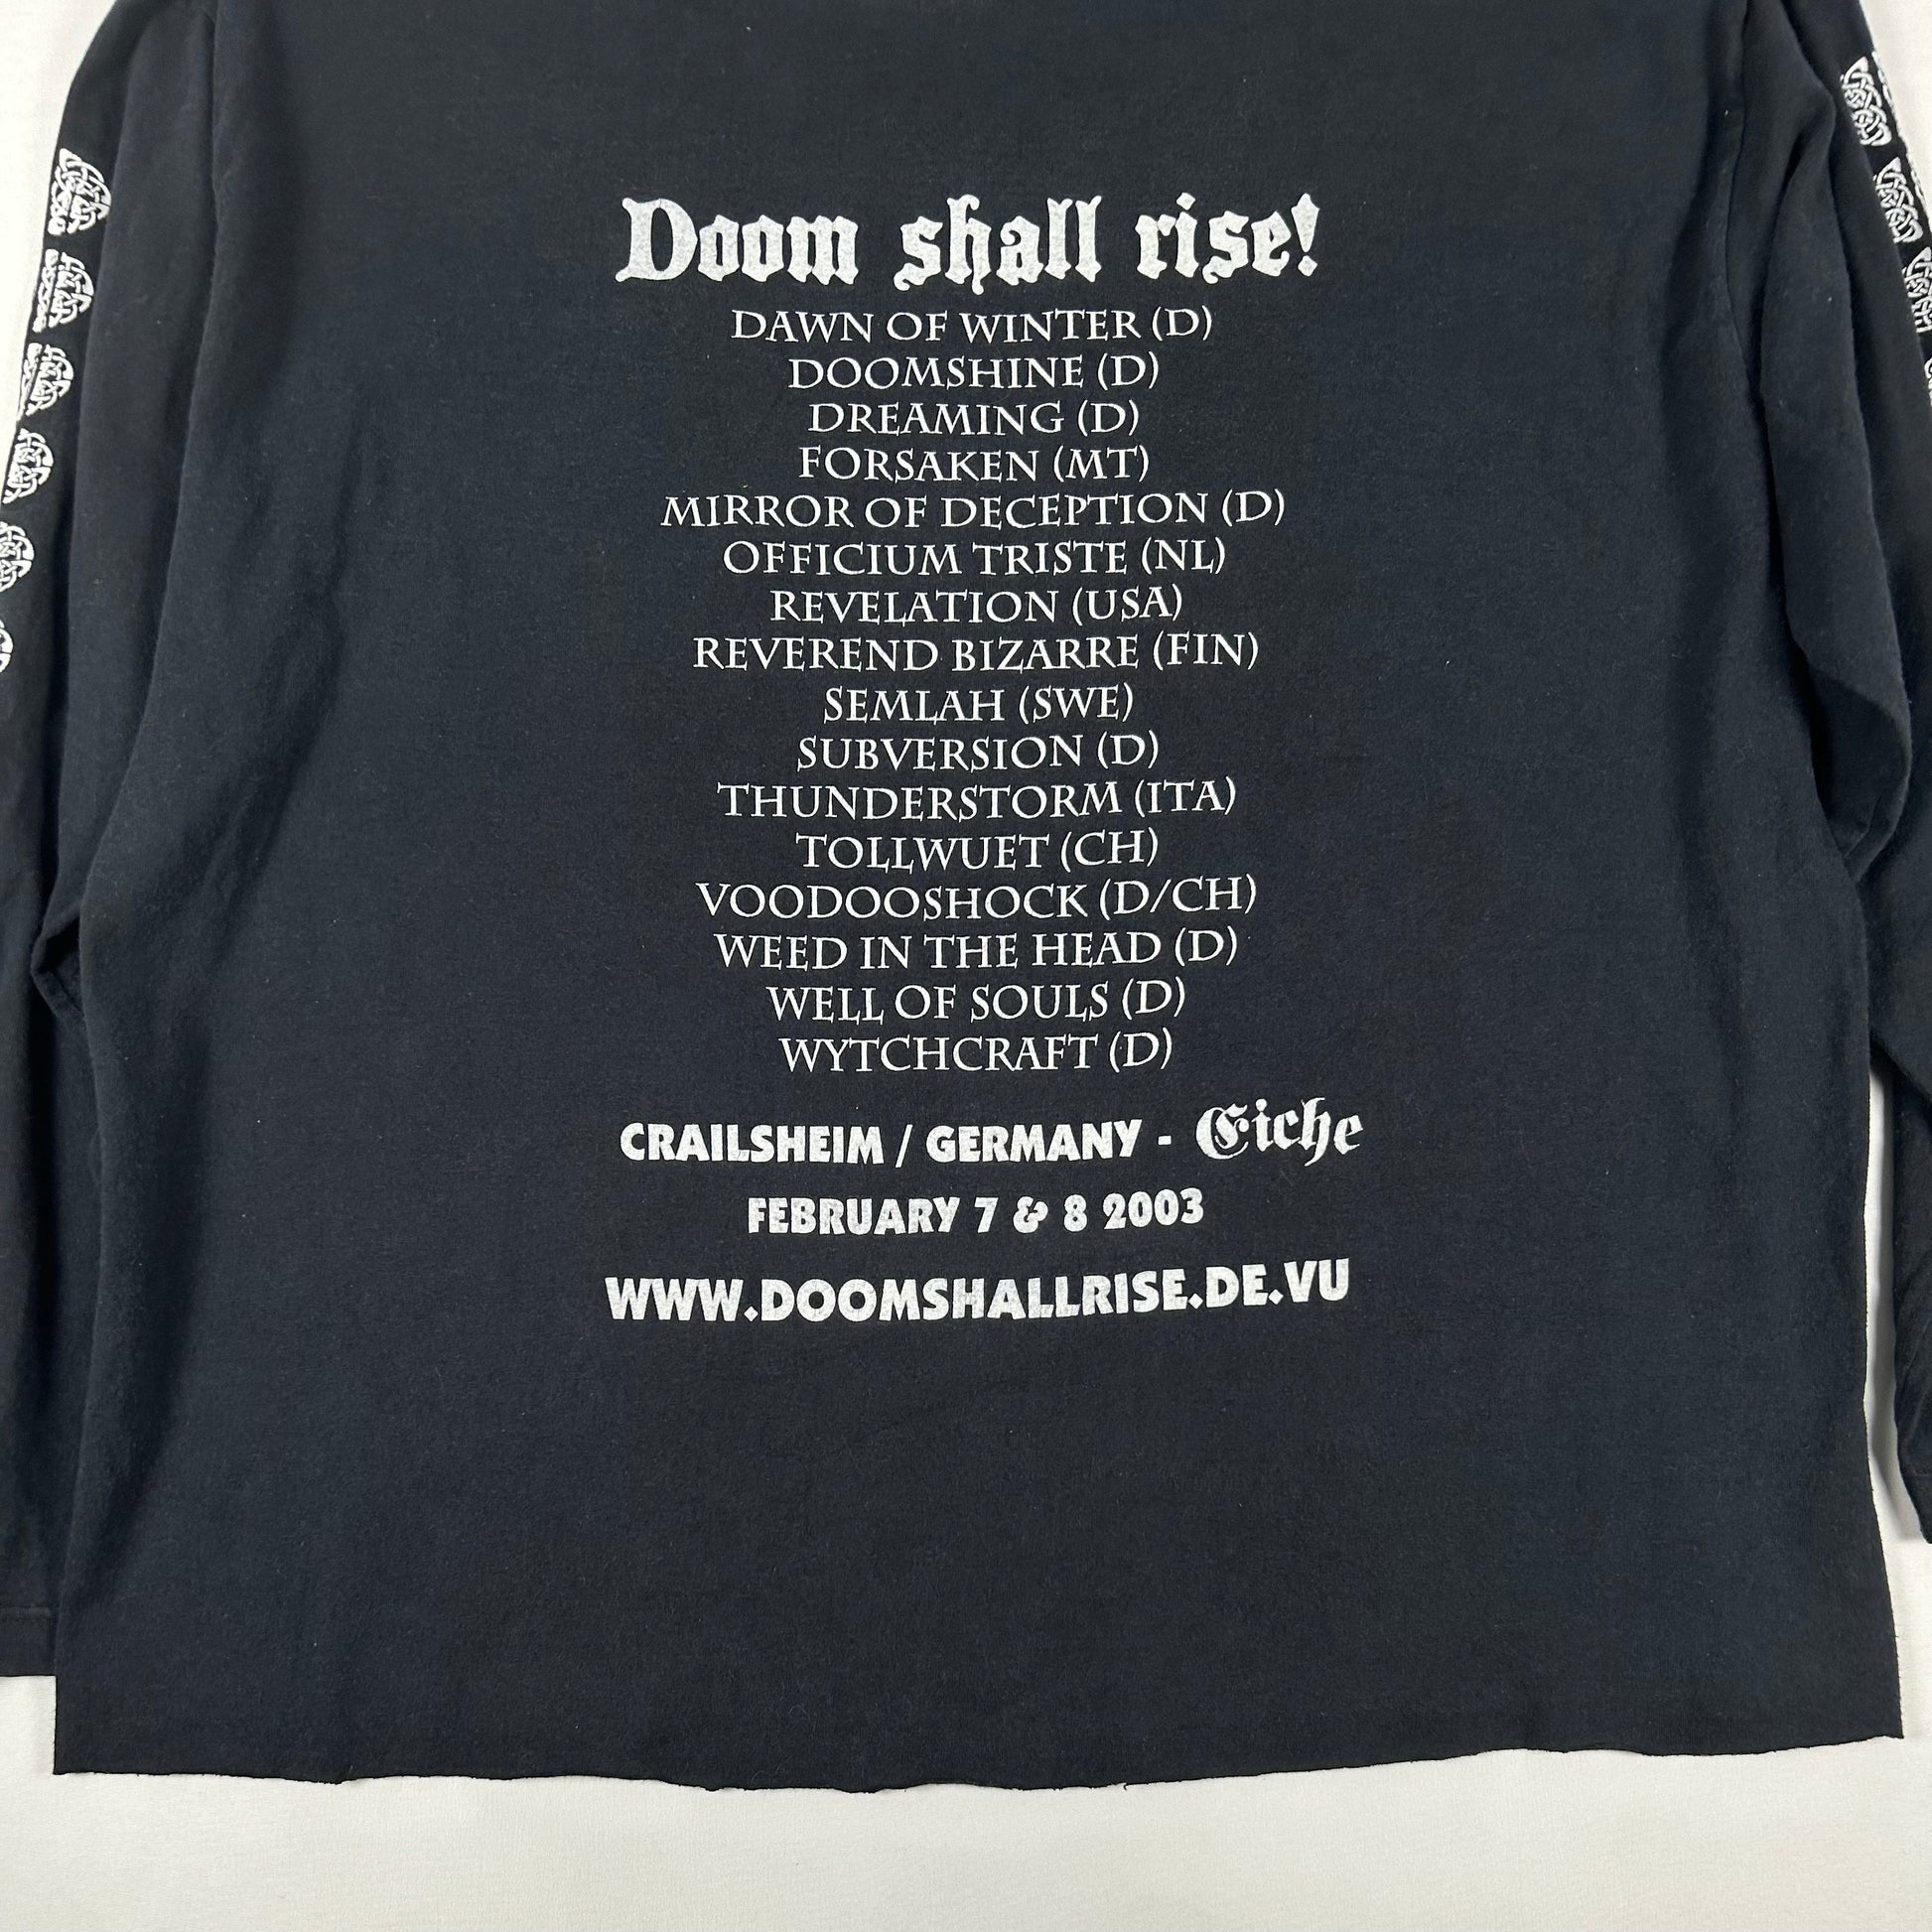 Doom shall rise!
DAWN OF WINTER (D)
DOOMSHINE (D)
DREAMING (D)
FORSAKEN (MT)
MIRROR OF DECEPTION (D)
OFFICIUM TRISTE (NL)
REVELATION (USA)
REVEREND BIZARRE (FIN)
SEMLAH (SWE)
SUBVERSION (D)
THUNDERSTORM (ITA)
TOLLWUET (CH)
VOODOOSHOCK (D/CH)
WEED IN THE HEAD (D)
WELL OF SOULS (D)
WYTCHCRAFT (D)
CRAILSHEIM / GERMANY - Eiche
FEBRUARY 7 & 8 2003
WWW.DOOMSHALLRISE.DE.VU